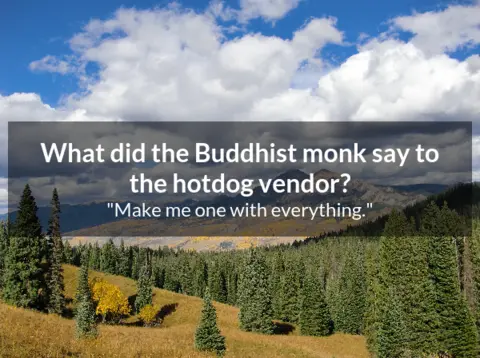 What did the Buddhist monk say to
the hotdog vendor?
"Make me one with everything."